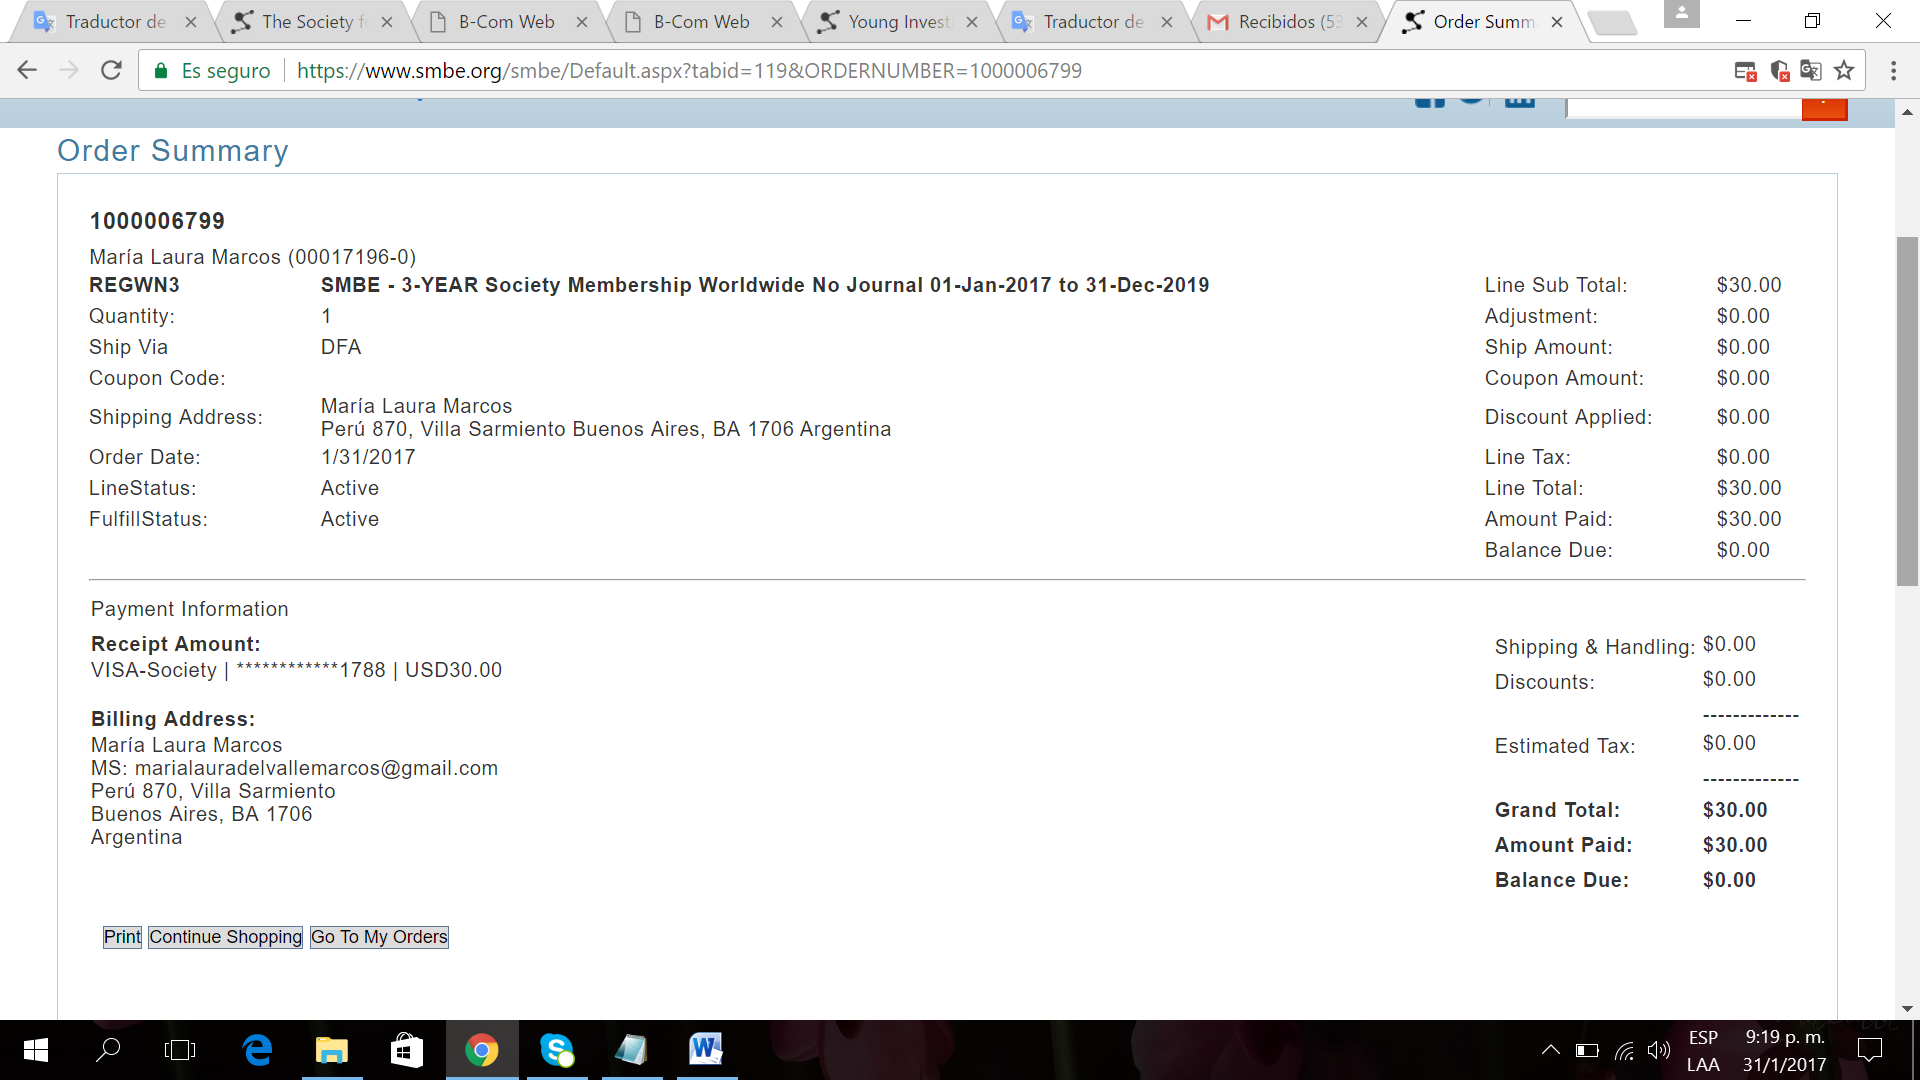 Traductor de
The Society f
B-Com Web
B-Com Web
Young Invest
Traductor de
Recibidos (53
Order Summ
Es seguro
https://www.smbe.org/smbe/Default.aspx?tabid=119&ORDERNUMBER=1000006799
Order Summary
1000006799
María Laura Marcos (00017196-0)
REGWN3 SMBE - 3-YEAR Society Membership Worldwide No Journal 01-Jan-2017 to 31-Dec-2019 Line Sub Total: $30.00
Quantity: 1 Adjustment: $0.00
Ship Via DFA Ship Amount: $0.00
Coupon Code: Coupon Amount: $0.00
Shipping Address: María Laura Marcos
Perú 870, Villa Sarmiento Buenos Aires, BA 1706 Argentina
Discount Applied: $0.00
Order Date: 1/31/2017 Line Tax: $0.00
LineStatus: Active Line Total: $30.00
FulfillStatus: Active Amount Paid: $30.00
Balance Due: $0.00
Payment Information
Receipt Amount:
VISA-Society | ************1788 | USD30.00
Billing Address:
María Laura Marcos
MS: marialauradelvallemarcos@gmail.com
Perú 870, Villa Sarmiento
Buenos Aires, BA 1706
Argentina
Shipping & Handling: $0.00
Discounts: $0.00
-------------
Estimated Tax: $0.00
-------------
Grand Total: $30.00
Amount Paid: $30.00
Balance Due: $0.00
Print Continue Shopping Go To My Orders
ESP 9:19 p. m.
LAA 31/1/2017